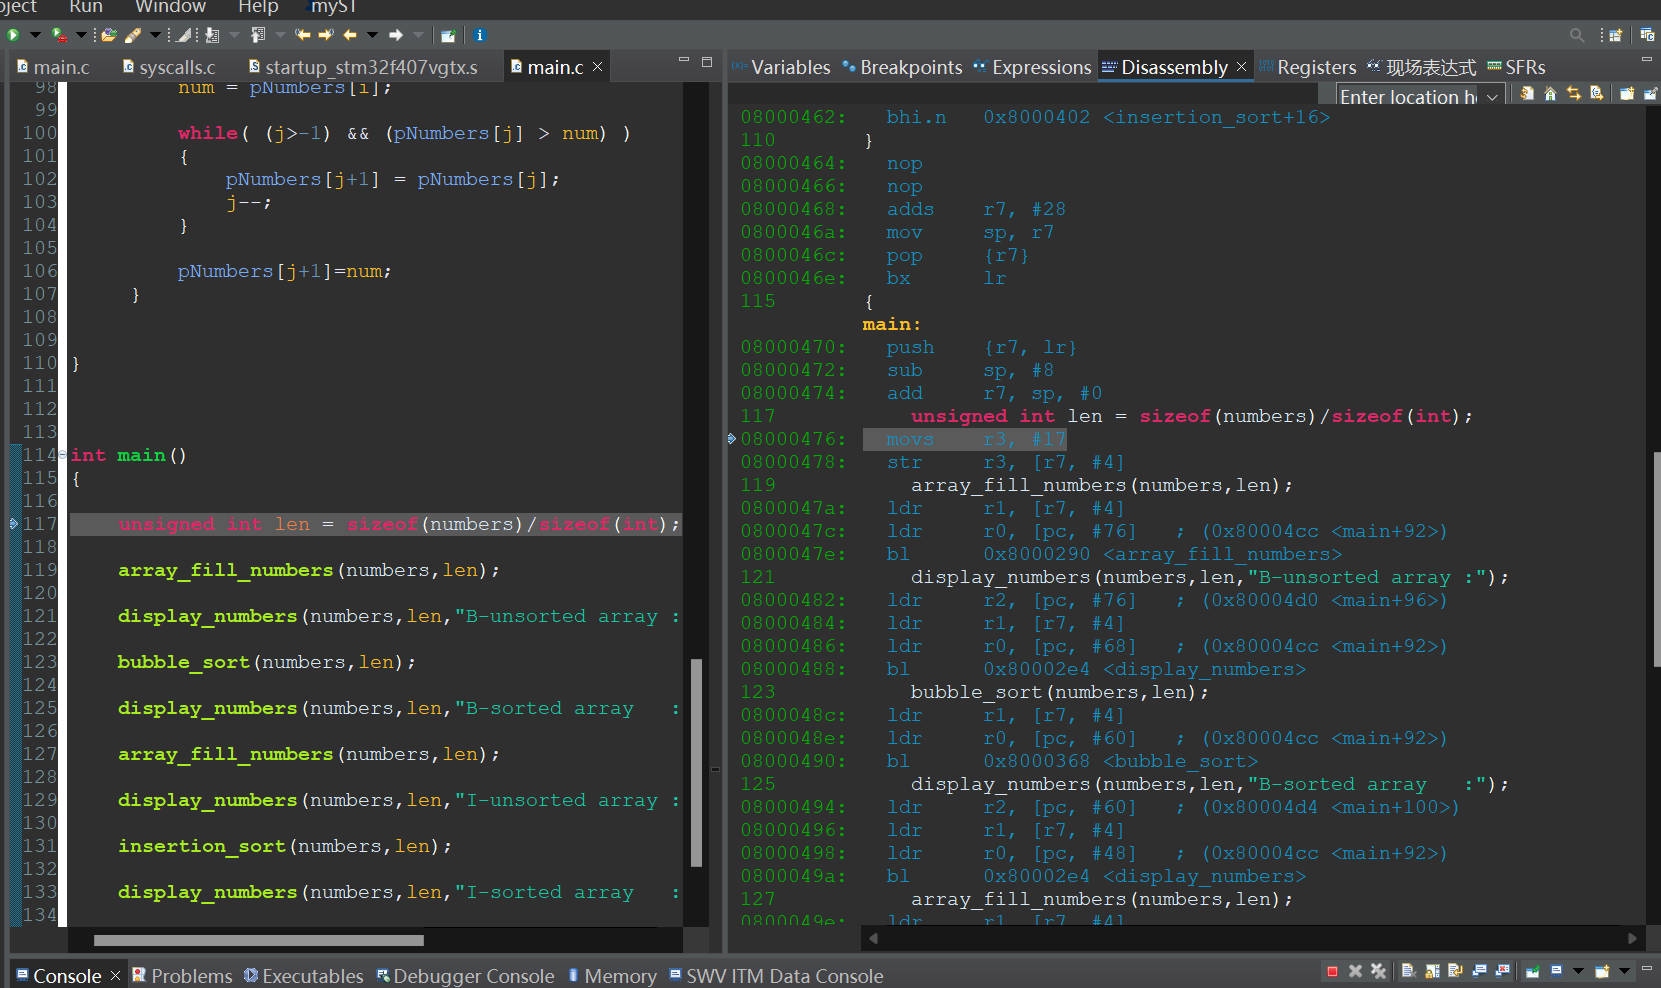 oject Run Window Help myST
main.c syscalls.c startup_stm32f407vgtx.s main.c
98 num = pNumbers[i];
99
100 while( (j>-1) && (pNumbers[j] > num) )
101 {
102 pNumbers[j+1] = pNumbers[j];
103 j--;
104 }
105
106 pNumbers[j+1]=num;
107 }
108
109
110 }
111
112
113
114 int main()
115 {
116
117 unsigned int len = sizeof(numbers)/sizeof(int);
118
119 array_fill_numbers(numbers,len);
120
121 display_numbers(numbers,len,"B-unsorted array :
122
123 bubble_sort(numbers,len);
124
125 display_numbers(numbers,len,"B-sorted array   :
126
127 array_fill_numbers(numbers,len);
128
129 display_numbers(numbers,len,"I-unsorted array :
130
131 insertion_sort(numbers,len);
132
133 display_numbers(numbers,len,"I-sorted array   :
134
Variables Breakpoints Expressions Disassembly Registers 现场表达式 SFRs
Enter location he
08000462: bhi.n 0x8000402 <insertion_sort+16>
110 }
08000464: nop
08000466: nop
08000468: adds r7, #28
0800046a: mov sp, r7
0800046c: pop {r7}
0800046e: bx lr
115 {
main:
08000470: push {r7, lr}
08000472: sub sp, #8
08000474: add r7, sp, #0
117 unsigned int len = sizeof(numbers)/sizeof(int);
08000476: movs r3, #17
08000478: str r3, [r7, #4]
119 array_fill_numbers(numbers,len);
0800047a: ldr r1, [r7, #4]
0800047c: ldr r0, [pc, #76] ; (0x80004cc <main+92>)
0800047e: bl 0x8000290 <array_fill_numbers>
121 display_numbers(numbers,len,"B-unsorted array :");
08000482: ldr r2, [pc, #76] ; (0x80004d0 <main+96>)
08000484: ldr r1, [r7, #4]
08000486: ldr r0, [pc, #68] ; (0x80004cc <main+92>)
08000488: bl 0x80002e4 <display_numbers>
123 bubble_sort(numbers,len);
0800048c: ldr r1, [r7, #4]
0800048e: ldr r0, [pc, #60] ; (0x80004cc <main+92>)
08000490: bl 0x8000368 <bubble_sort>
125 display_numbers(numbers,len,"B-sorted array   :");
08000494: ldr r2, [pc, #60] ; (0x80004d4 <main+100>)
08000496: ldr r1, [r7, #4]
08000498: ldr r0, [pc, #48] ; (0x80004cc <main+92>)
0800049a: bl 0x80002e4 <display_numbers>
127 array_fill_numbers(numbers,len);
0800049e: ldr r1, [r7, #4]
Console Problems Executables Debugger Console Memory SWV ITM Data Console